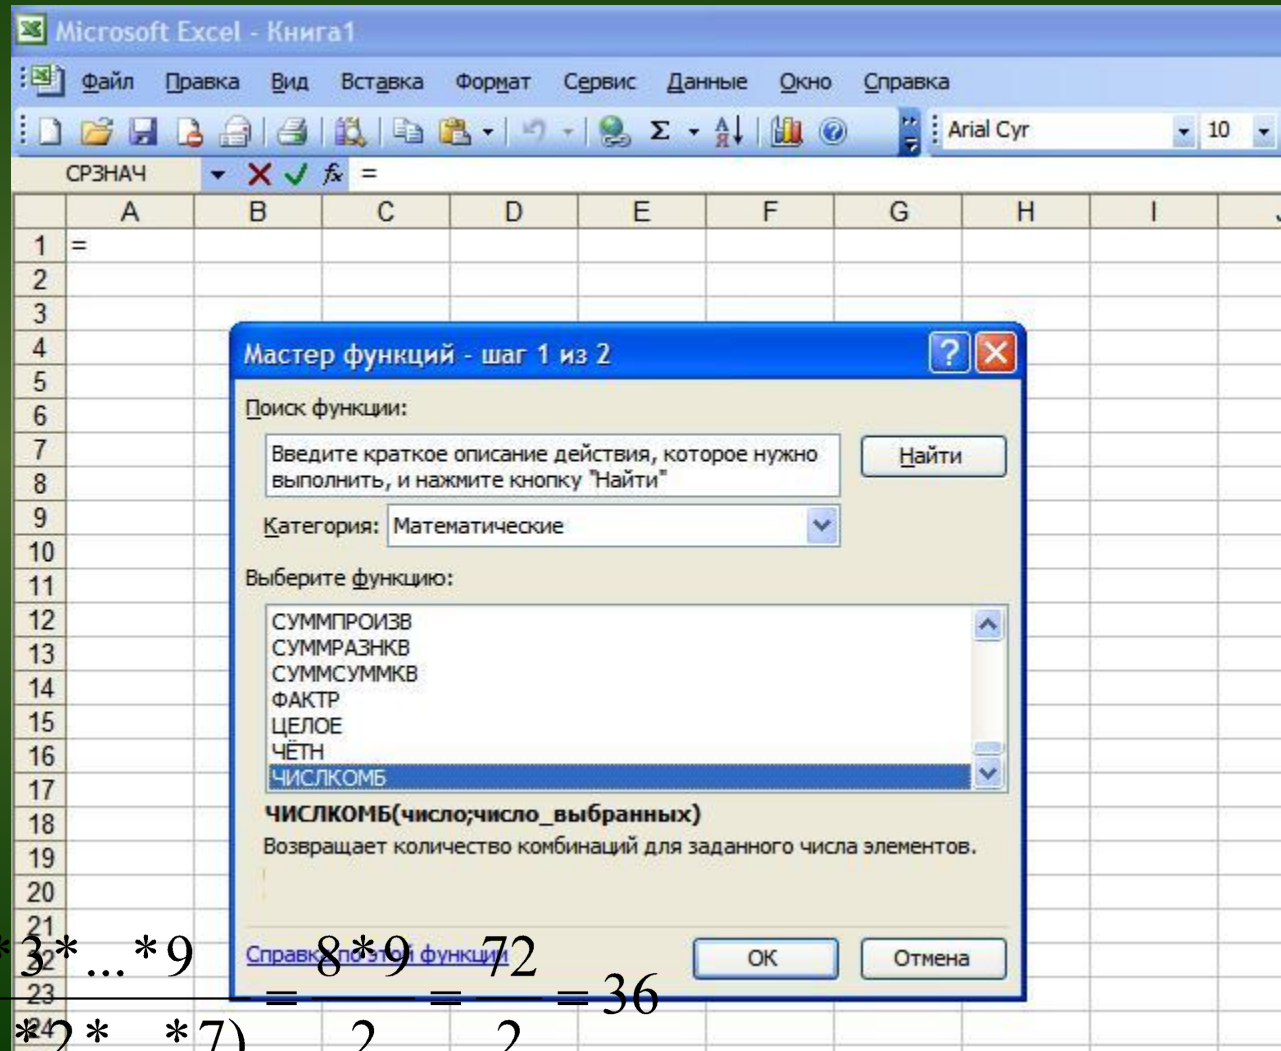 Microsoft Excel - Книга1
Файл Правка Вид Вставка Формат Сервис Данные Окно Справка
Σ Arial Cyr 10
СРЗНАЧ fx =
A B C D E F G H I
1 =
2
3
4 Мастер функций - шаг 1 из 2 ?
5
6 Поиск функции:
7 Введите краткое описание действия, которое нужно Найти
8 выполнить, и нажмите кнопку "Найти"
9 Категория: Математические
10
11 Выберите функцию:
12 СУММПРОИЗВ
13 СУММРАЗНКВ
14 СУММСУММКВ
ФАКТР
15 ЦЕЛОЕ
16 ЧЁТН
17 ЧИСЛКОМБ
18 ЧИСЛКОМБ(число;число_выбранных)
19 Возвращает количество комбинаций для заданного числа элементов.
20
21
22 Справка по этой функции ОК Отмена
23
24
*3*...*9 8*9 72
= = = 36
*2*...*7) 2 2